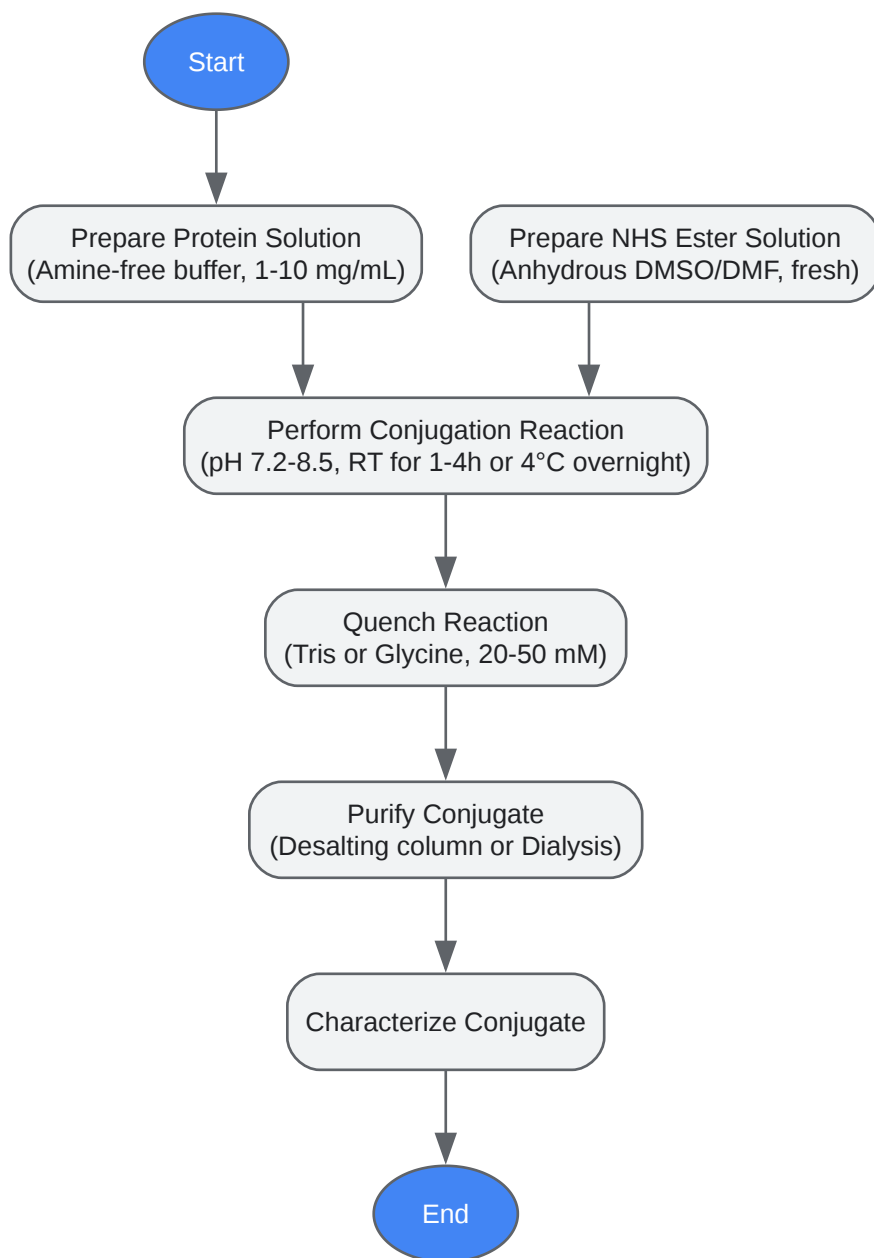 Start
Prepare Protein Solution
(Amine-free buffer, 1-10 mg/mL)
Prepare NHS Ester Solution
(Anhydrous DMSO/DMF, fresh)
Perform Conjugation Reaction
(pH 7.2-8.5, RT for 1-4h or 4°C overnight)
Quench Reaction
(Tris or Glycine, 20-50 mM)
Purify Conjugate
(Desalting column or Dialysis)
Characterize Conjugate
End